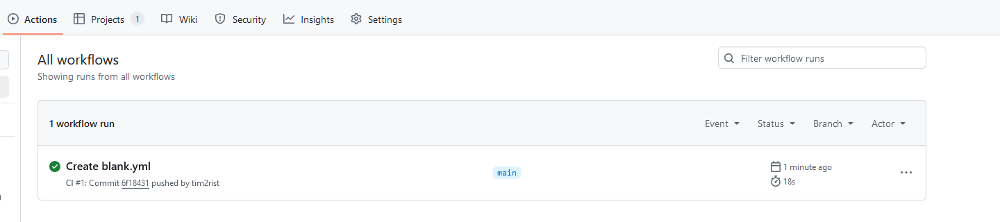 Actions Projects 1 Wiki Security Insights Settings
All workflows
Filter workflow runs
Showing runs from all workflows
1 workflow run Event Status Branch Actor
Create blank.yml
main
1 minute ago
CI #1: Commit 6f18431 pushed by tim2rist
18s